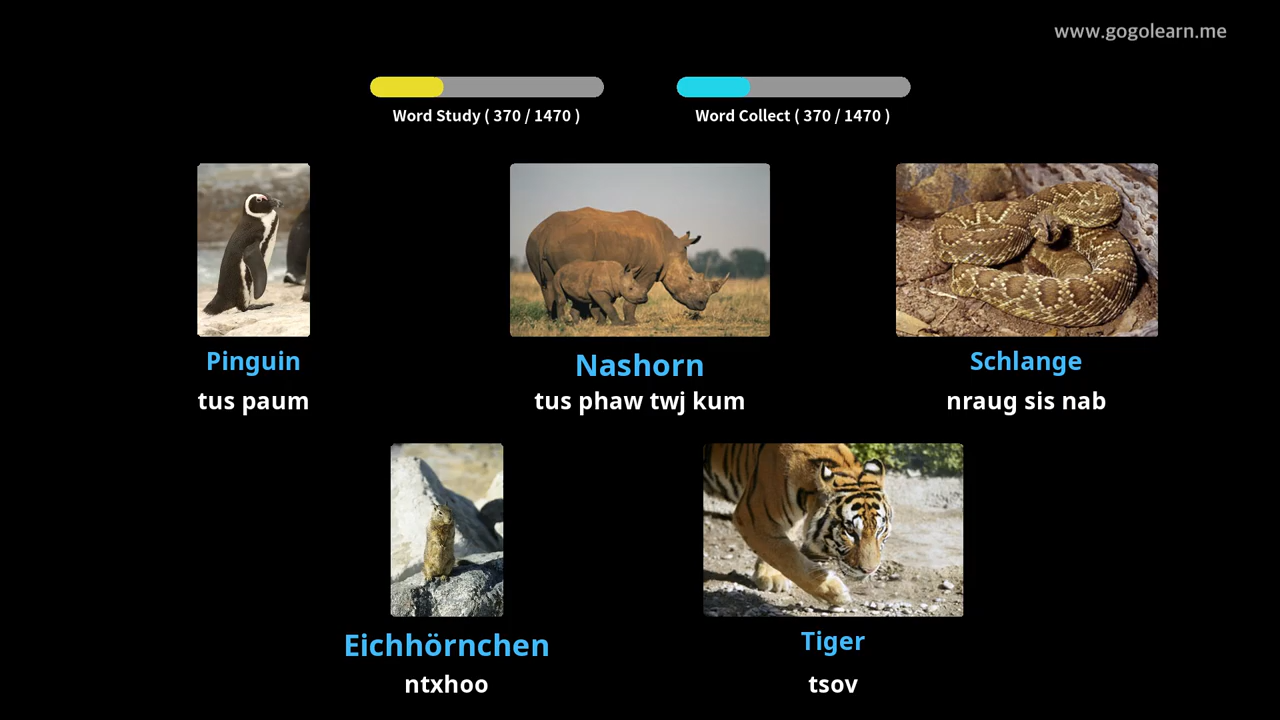 www.gogolearn.me
Word Study ( 370 / 1470 )
Word Collect ( 370 / 1470 )
Pinguin
tus paum
Nashorn
tus phaw twj kum
Schlange
nraug sis nab
Eichhörnchen
ntxhoo
Tiger
tsov